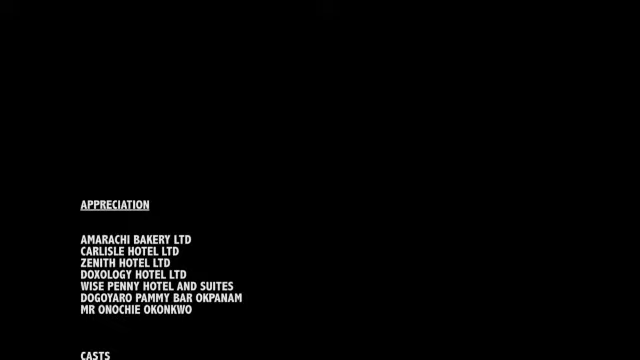 APPRECIATION
AMARACHI BAKERY LTD
CARLISLE HOTEL LTD
ZENITH HOTEL LTD
DOXOLOGY HOTEL LTD
WISE PENNY HOTEL AND SUITES
DOGOYARO PAMMY BAR OKPANAM
MR ONOCHIE OKONKWO
CASTS